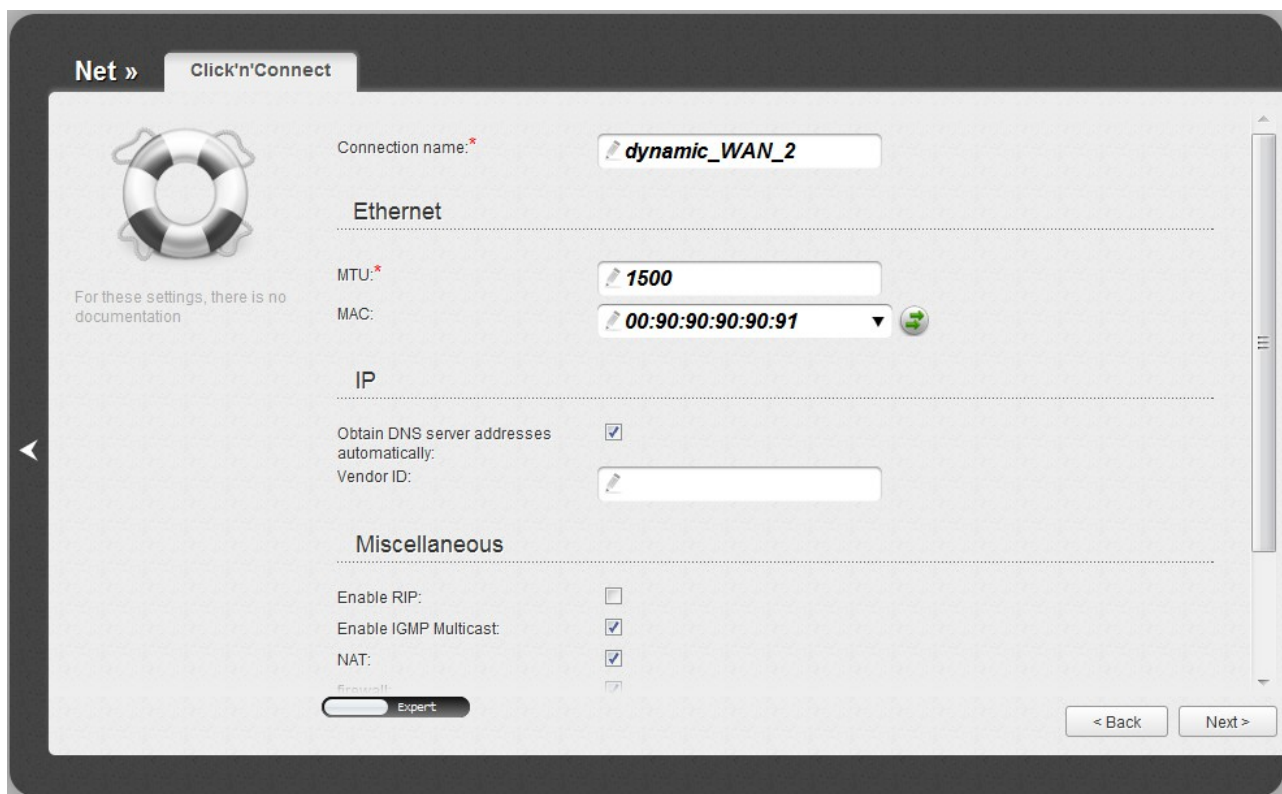 Net »
Click'n'Connect
Connection name:*
dynamic_WAN_2
Ethernet
MTU:*
1500
MAC:
00:90:90:90:90:91
For these settings, there is no
documentation
IP
Obtain DNS server addresses
automatically:
Vendor ID:
Miscellaneous
Enable RIP:
Enable IGMP Multicast:
NAT:
firewall:
Expert
< Back
Next >